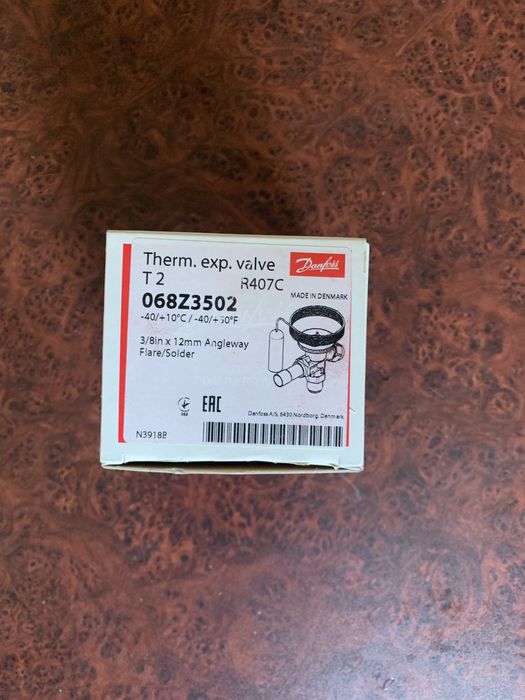 Therm. exp. valve
Danfoss
T 2
R407C
MADE IN DENMARK
068Z3502
-40/+10°C / -40/+50°F
3/8in x 12mm Angleway
Flare/Solder
EAC
Danfoss A/S, 6430 Nordborg, Denmark
N3918B